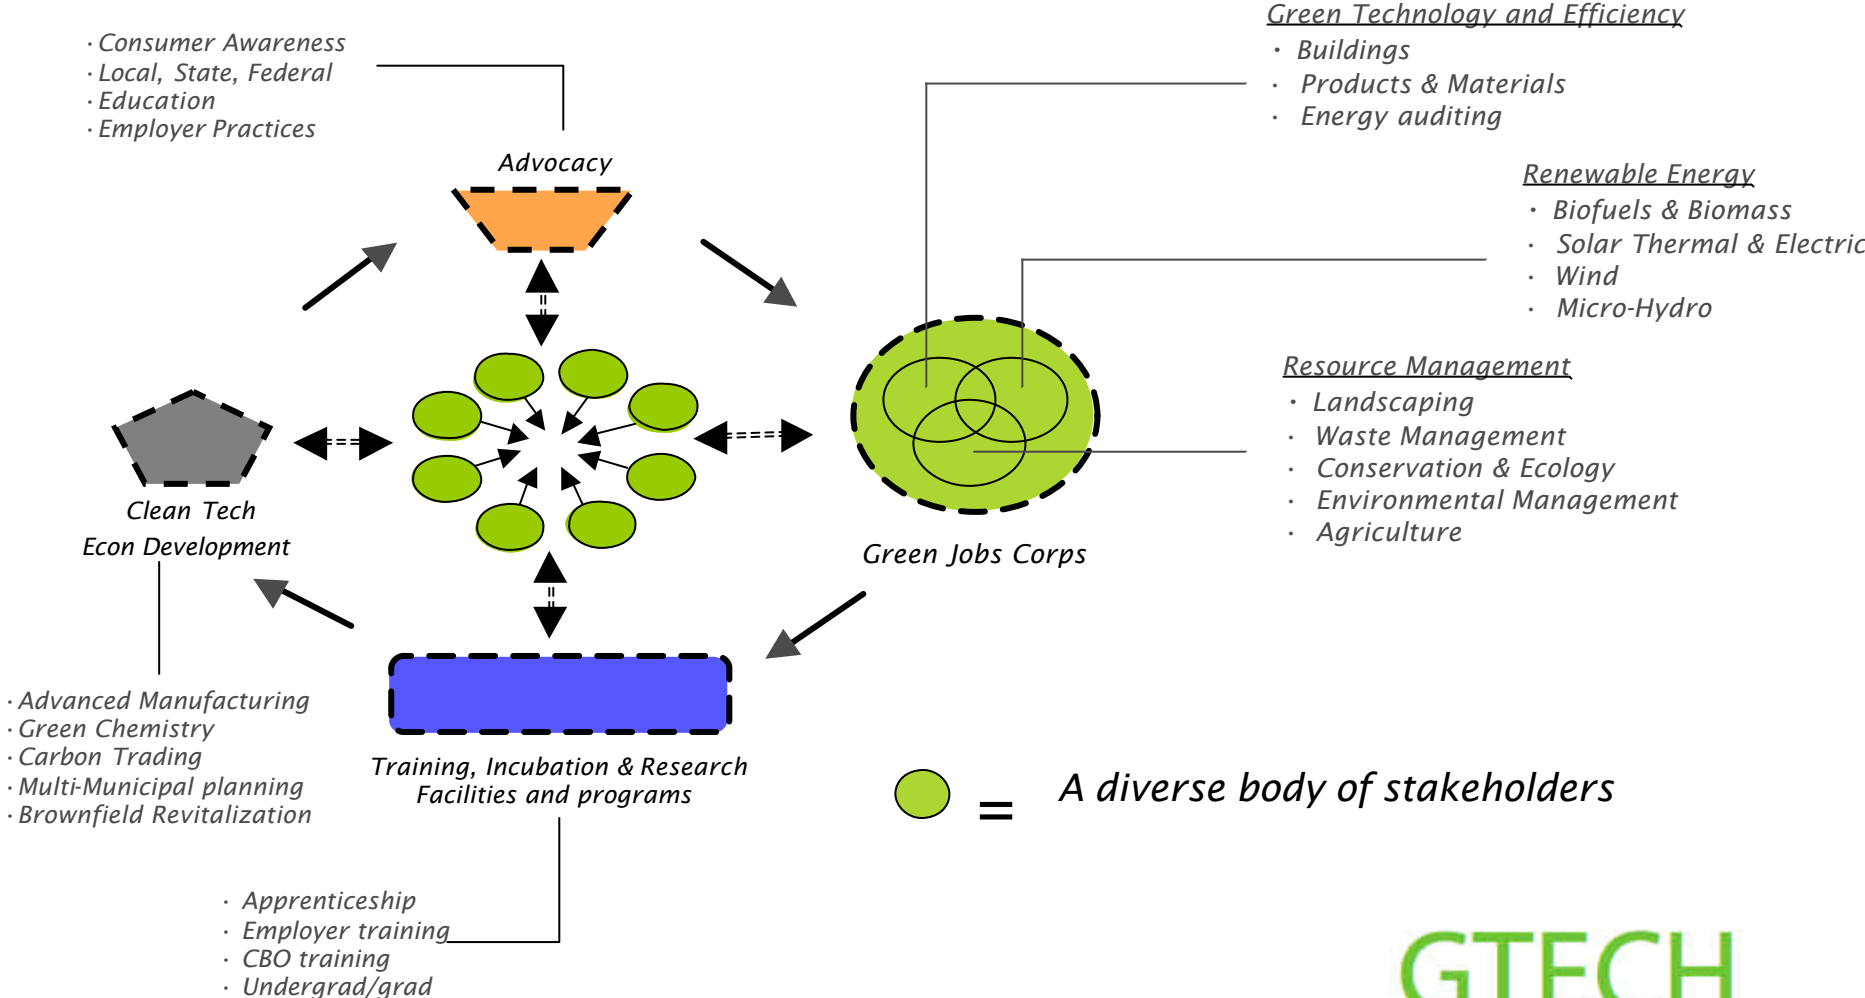 Green Technology and Efficiency
· Buildings
· Products & Materials
· Energy auditing
· Consumer Awareness
· Local, State, Federal
· Education
· Employer Practices
Advocacy
Renewable Energy
· Biofuels & Biomass
· Solar Thermal & Electric
· Wind
· Micro-Hydro
Resource Management
· Landscaping
· Waste Management
· Conservation & Ecology
· Environmental Management
· Agriculture
Clean Tech
Econ Development
Green Jobs Corps
· Advanced Manufacturing
· Green Chemistry
· Carbon Trading
· Multi-Municipal planning
· Brownfield Revitalization
Training, Incubation & Research
Facilities and programs
= A diverse body of stakeholders
· Apprenticeship
· Employer training
· CBO training
· Undergrad/grad
GTECH